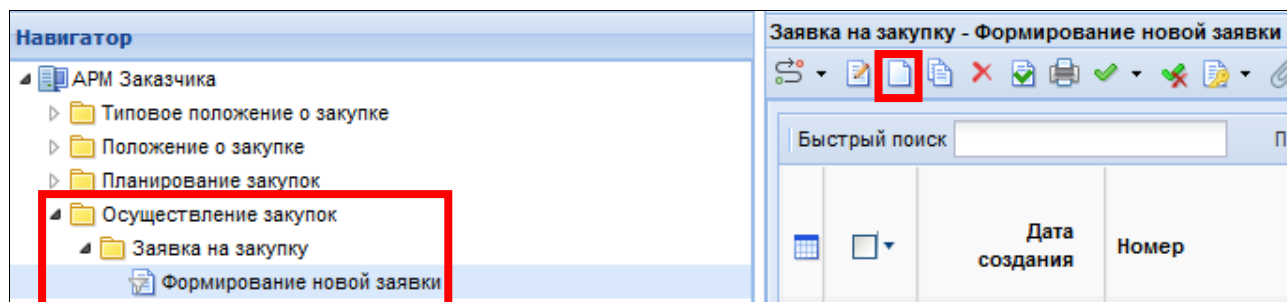 Навигатор
АРМ Заказчика
Типовое положение о закупке
Положение о закупке
Планирование закупок
Осуществление закупок
Заявка на закупку
Формирование новой заявки
Заявка на закупку - Формирование новой заявки
Быстрый поиск
Дата
создания
Номер